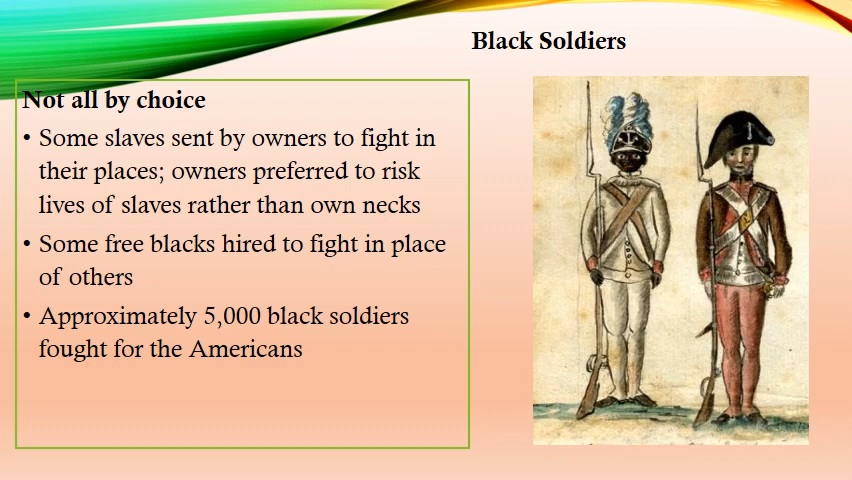 Black Soldiers
Not all by choice
• Some slaves sent by owners to fight in
their places; owners preferred to risk
lives of slaves rather than own necks
• Some free blacks hired to fight in place
of others
• Approximately 5,000 black soldiers
fought for the Americans